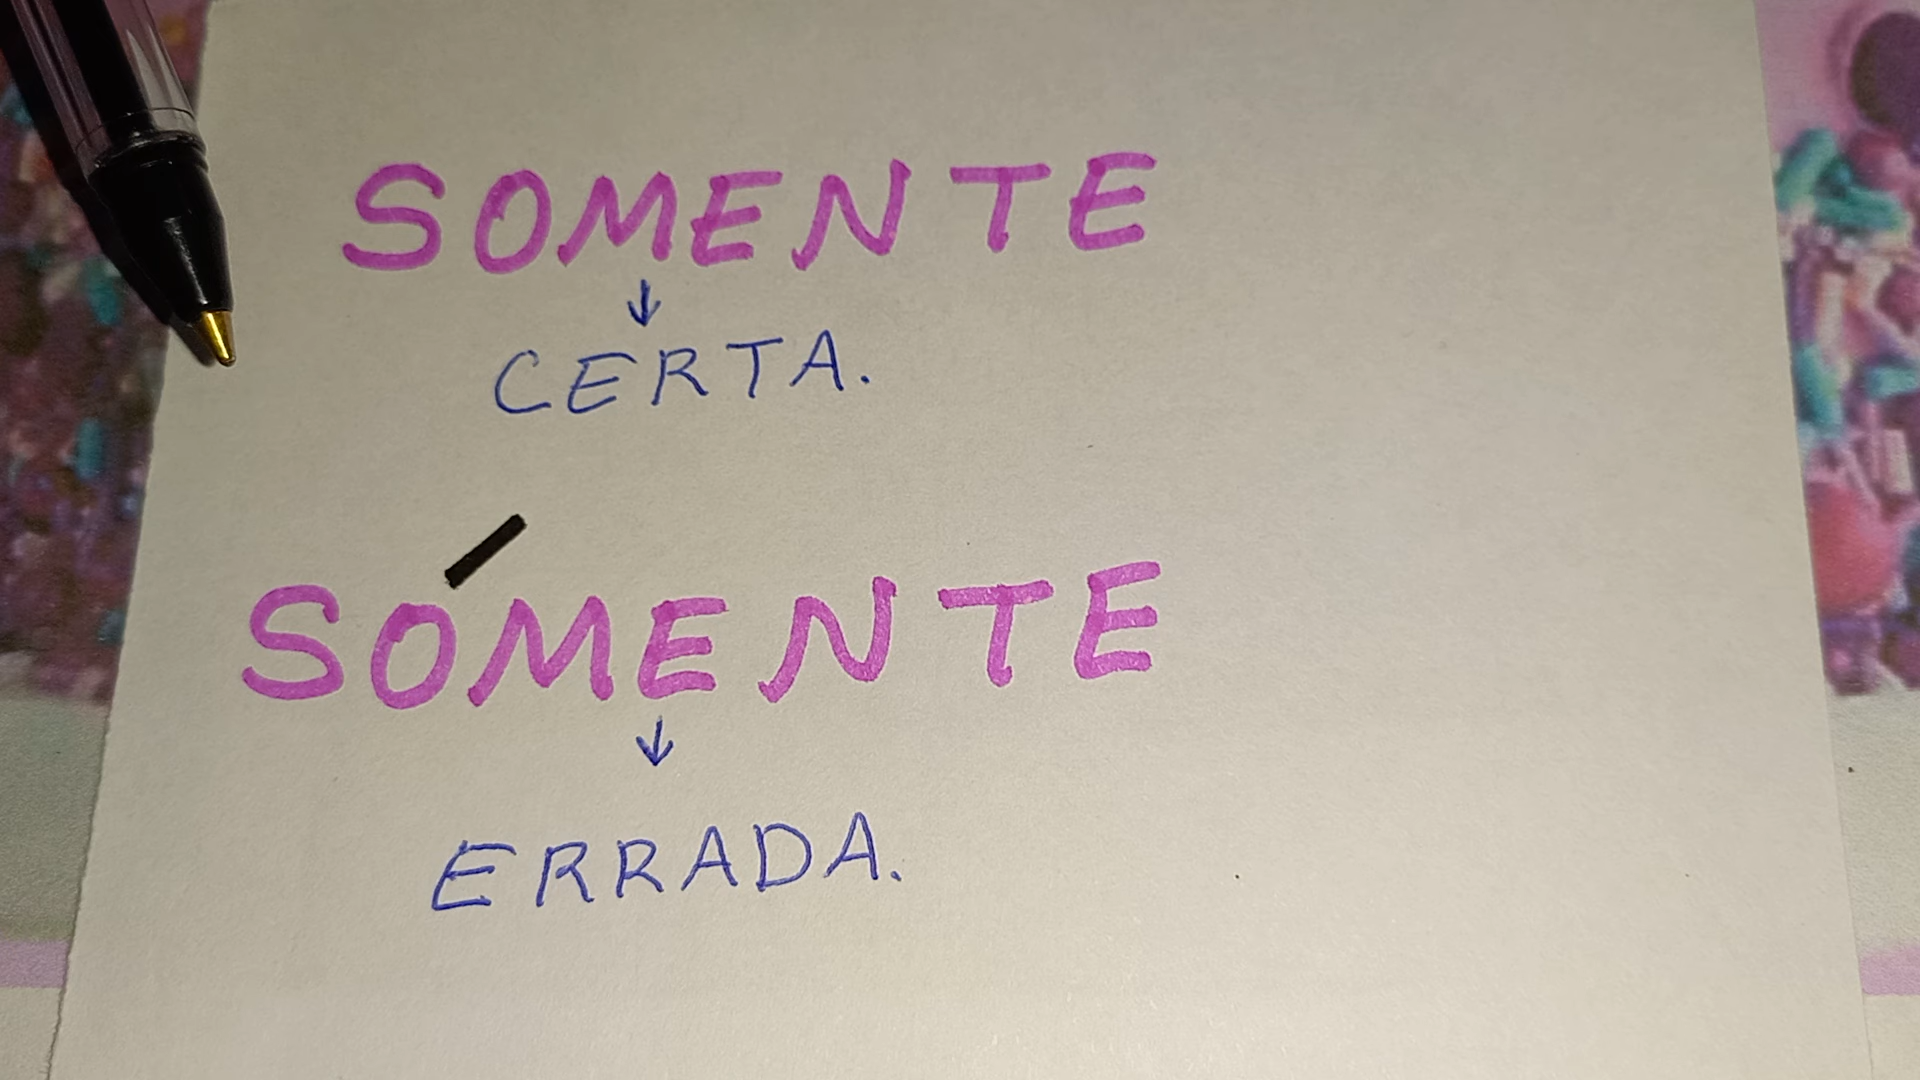 SOMENTE
↓
CERTA.
SÓMENTE
↓
ERRADA.